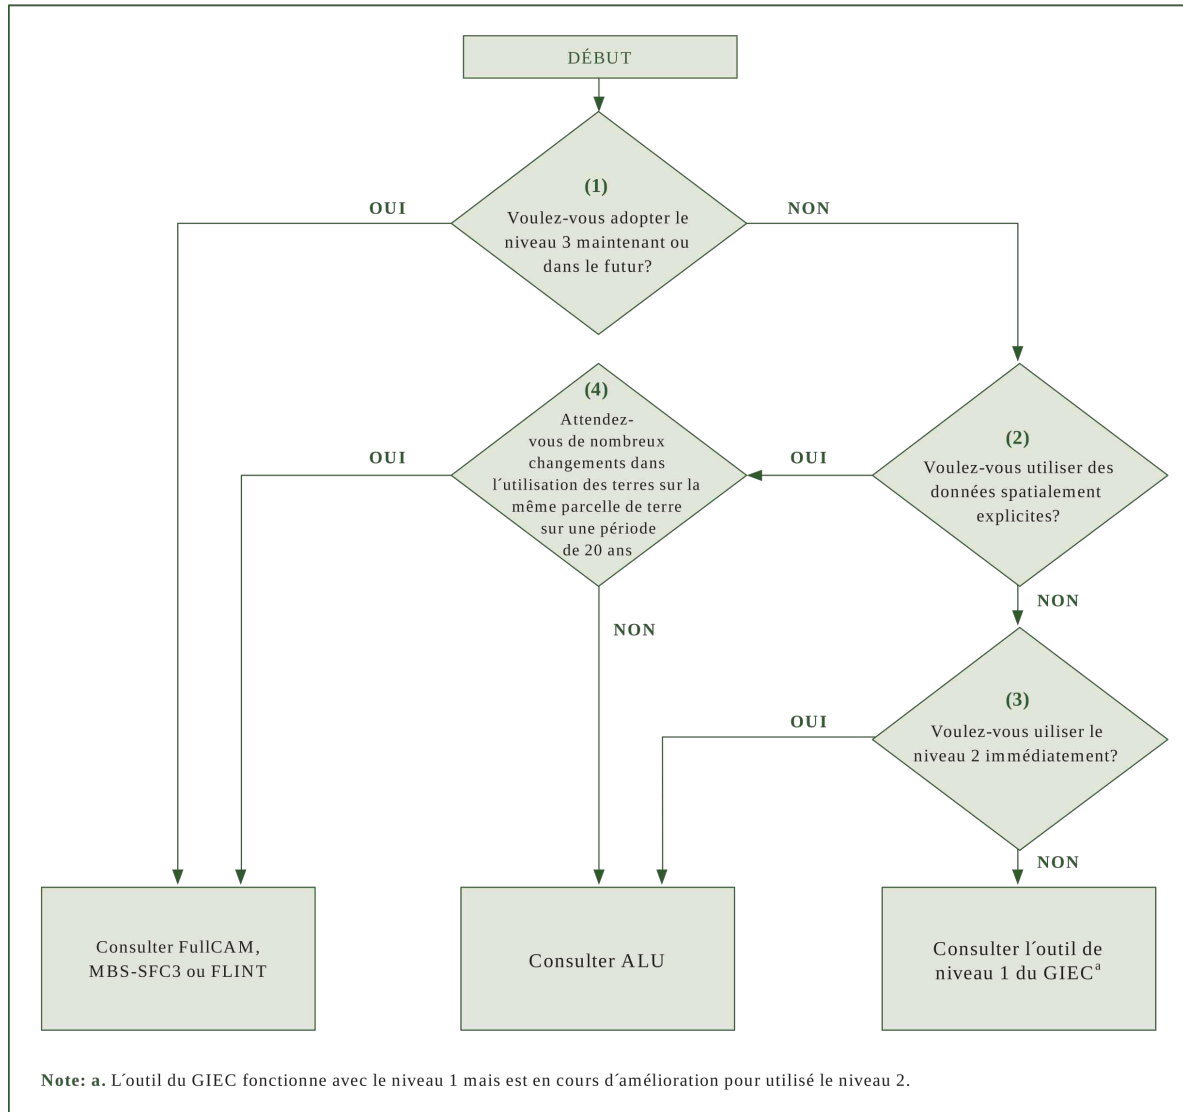 DÉBUT
(1)
OUI
NON
Voulez-vous adopter le
niveau 3 maintenant ou
dans le futur?
(4)
Attendez-
vous de nombreux
changements dans
l´utilisation des terres sur la
même parcelle de terre
sur une période
de 20 ans
OUI
OUI
(2)
Voulez-vous utiliser des
données spatialement
explicites?
NON
NON
(3)
Voulez-vous uiliser le
niveau 2 immédiatement?
OUI
NON
Consulter FullCAM,
MBS-SFC3 ou FLINT
Consulter ALU
Consulter l´outil de
niveau 1 du GIECa
Note: a. L´outil du GIEC fonctionne avec le niveau 1 mais est en cours d´amélioration pour utilisé le niveau 2.